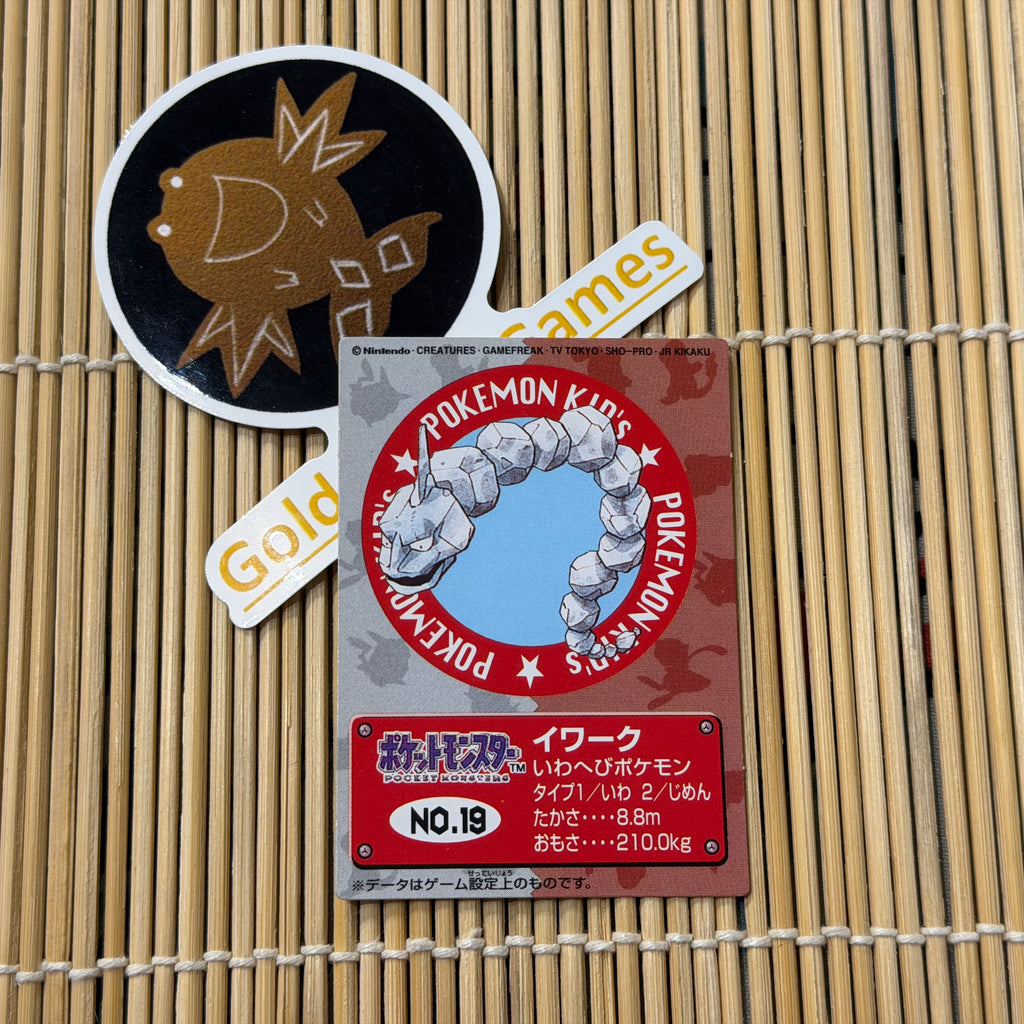 Games
Gold
© Nintendo・CREATURES・GAMEFREAK・TV TOKYO・SHO-PRO・JR KIKAKU
POKEMON KID's
POKEMON KID's
POKEMON KID's
ポケットモンスター™
POCKET MONSTERS
NO.19
イワーク
いわへびポケモン
タイプ1/いわ 2/じめん
たかさ・・・・8.8m
おもさ・・・・210.0kg
せっていじょう
※データはゲーム設定上のものです。